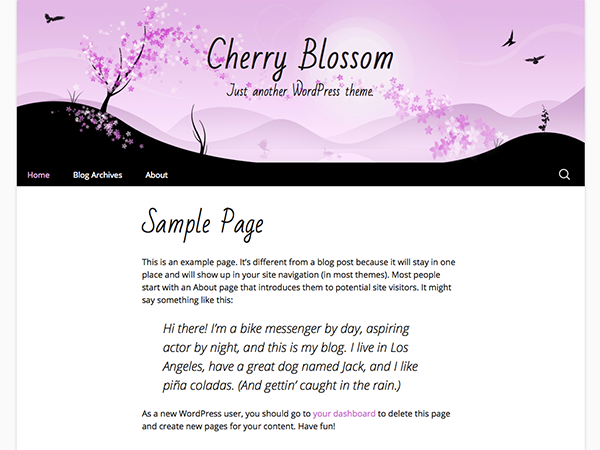 Cherry Blossom
Just another WordPress theme.
Home Blog Archives About
Sample Page
This is an example page. It’s different from a blog post because it will stay in one
place and will show up in your site navigation (in most themes). Most people
start with an About page that introduces them to potential site visitors. It might
say something like this:
Hi there! I’m a bike messenger by day, aspiring
actor by night, and this is my blog. I live in Los
Angeles, have a great dog named Jack, and I like
piña coladas. (And gettin’ caught in the rain.)
As a new WordPress user, you should go to your dashboard to delete this page
and create new pages for your content. Have fun!